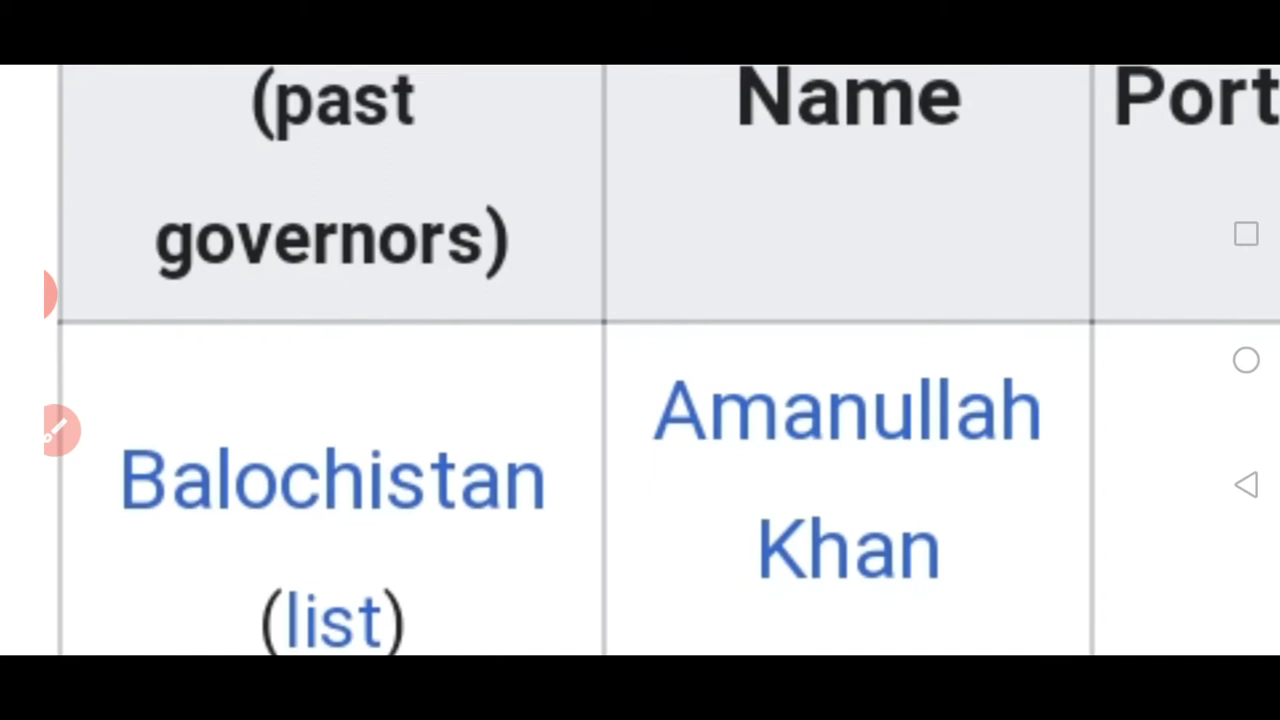 (past
governors)
Name
Port
Balochistan
(list)
Amanullah
Khan